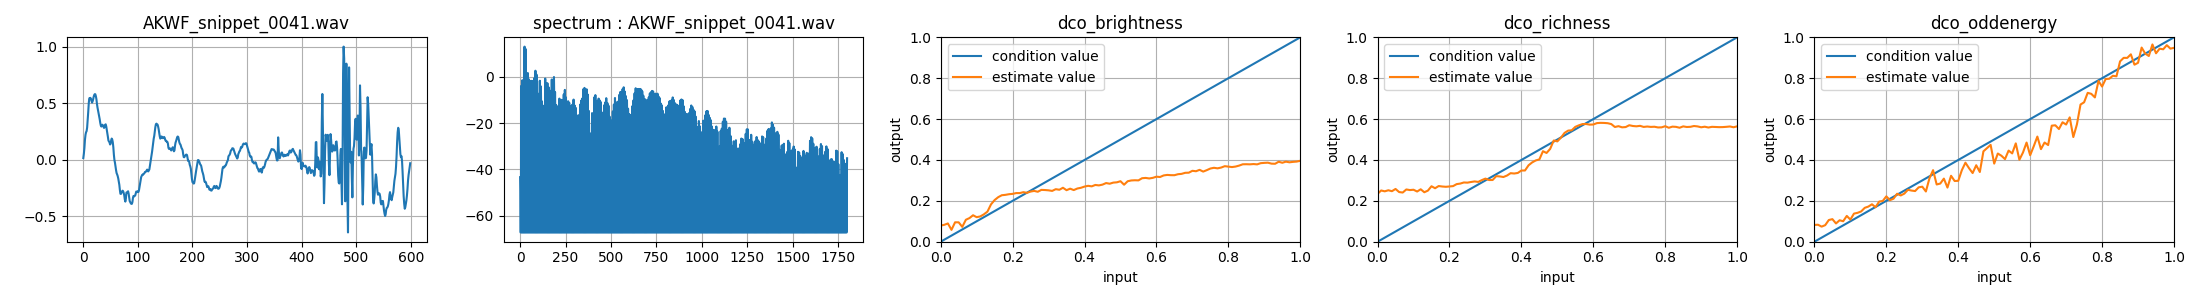 AKWF_snippet_0041.wav
1.0
0.5
0.0
−0.5
0 100 200 300 400 500 600
spectrum : AKWF_snippet_0041.wav
0
−20
−40
−60
0 250 500 750 1000 1250 1500 1750
dco_brightness
condition value
estimate value
output
1.0
0.8
0.6
0.4
0.2
0.0
0.0 0.2 0.4 0.6 0.8 1.0
input
dco_richness
condition value
estimate value
output
1.0
0.8
0.6
0.4
0.2
0.0
0.0 0.2 0.4 0.6 0.8 1.0
input
dco_oddenergy
condition value
estimate value
output
1.0
0.8
0.6
0.4
0.2
0.0
0.0 0.2 0.4 0.6 0.8 1.0
input